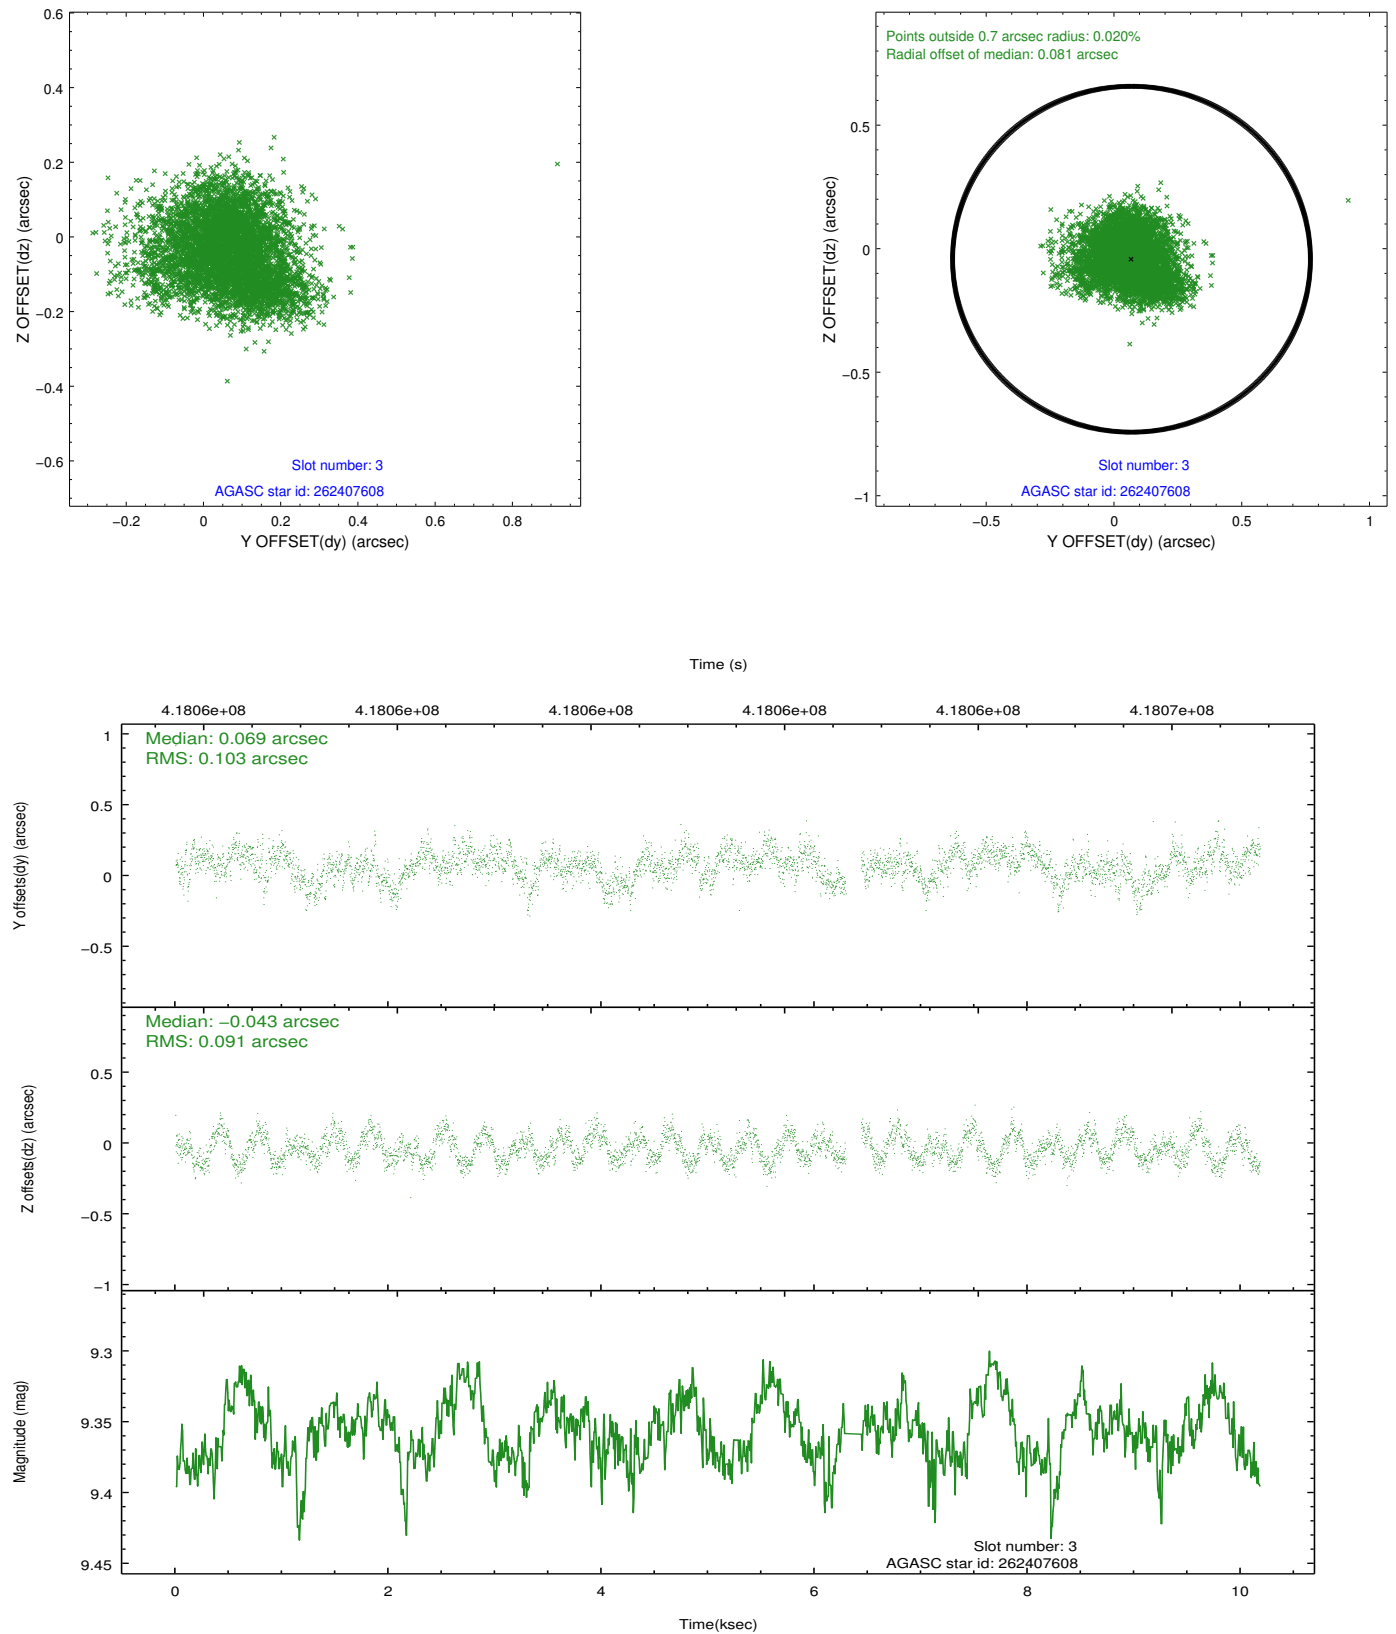 0.6
0.4
0.2
0
−0.2
−0.4
−0.6
Z OFFSET(dz) (arcsec)
Slot number: 3
AGASC star id: 262407608
−0.2 0 0.2 0.4 0.6 0.8
Y OFFSET(dy) (arcsec)
Points outside 0.7 arcsec radius: 0.020%
Radial offset of median: 0.081 arcsec
0.5
0
−0.5
−1
Z OFFSET(dz) (arcsec)
Slot number: 3
AGASC star id: 262407608
−0.5 0 0.5 1
Y OFFSET(dy) (arcsec)
Time (s)
4.1806e+08 4.1806e+08 4.1806e+08 4.1806e+08 4.1806e+08 4.1807e+08
Median: 0.069 arcsec
RMS: 0.103 arcsec
1
0.5
0
−0.5
Y offsets(dy) (arcsec)
Median: −0.043 arcsec
RMS: 0.091 arcsec
0.5
0
−0.5
−1
Z offsets(dz) (arcsec)
9.3
9.35
9.4
9.45
Magnitude (mag)
Slot number: 3
AGASC star id: 262407608
0 2 4 6 8 10
Time(ksec)